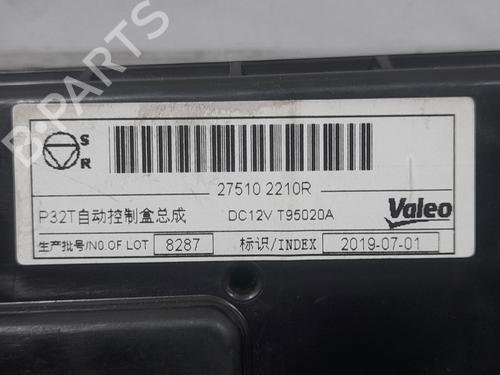 S
R
27510 2210R
P32T自动控制盒总成 DC12V T95020A Valeo
生产批号/NO.OF LOT 8287 标识/INDEX 2019-07-01
B-PARTS